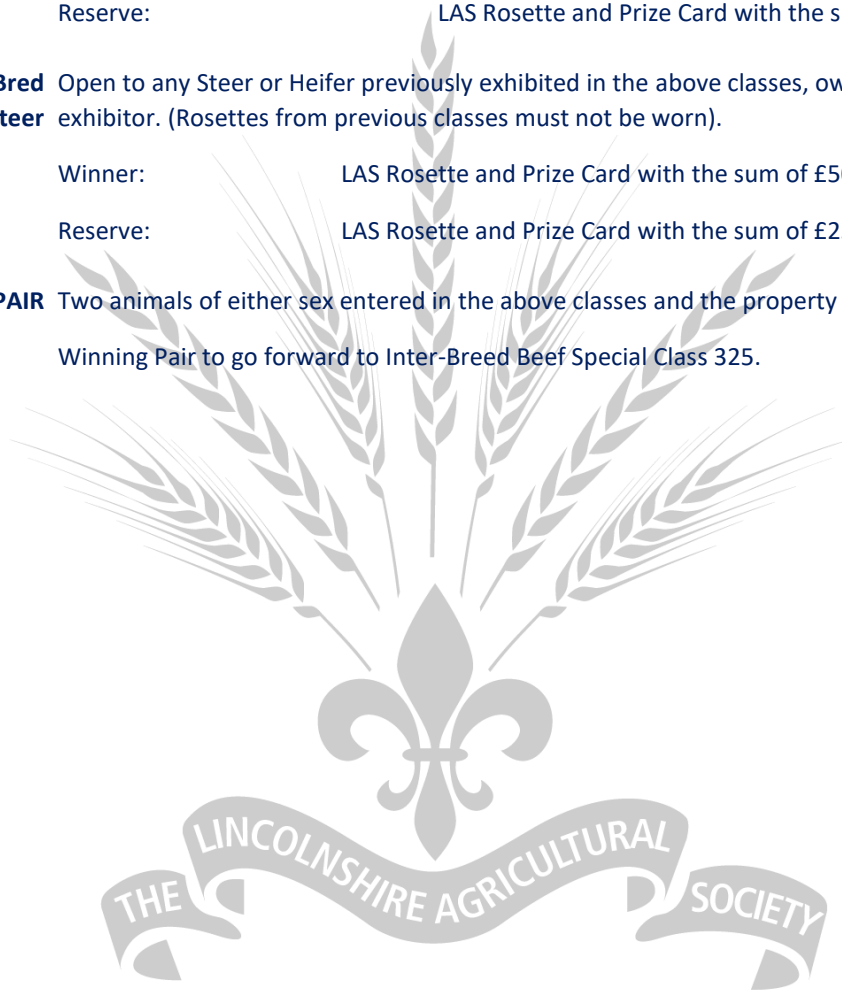 Reserve: LAS Rosette and Prize Card with the s
Bred Open to any Steer or Heifer previously exhibited in the above classes, ow
teer exhibitor. (Rosettes from previous classes must not be worn).
Winner: LAS Rosette and Prize Card with the sum of £5
Reserve: LAS Rosette and Prize Card with the sum of £2
PAIR Two animals of either sex entered in the above classes and the property
Winning Pair to go forward to Inter-Breed Beef Special Class 325.
THE LINCOLNSHIRE AGRICULTURAL SOCIETY